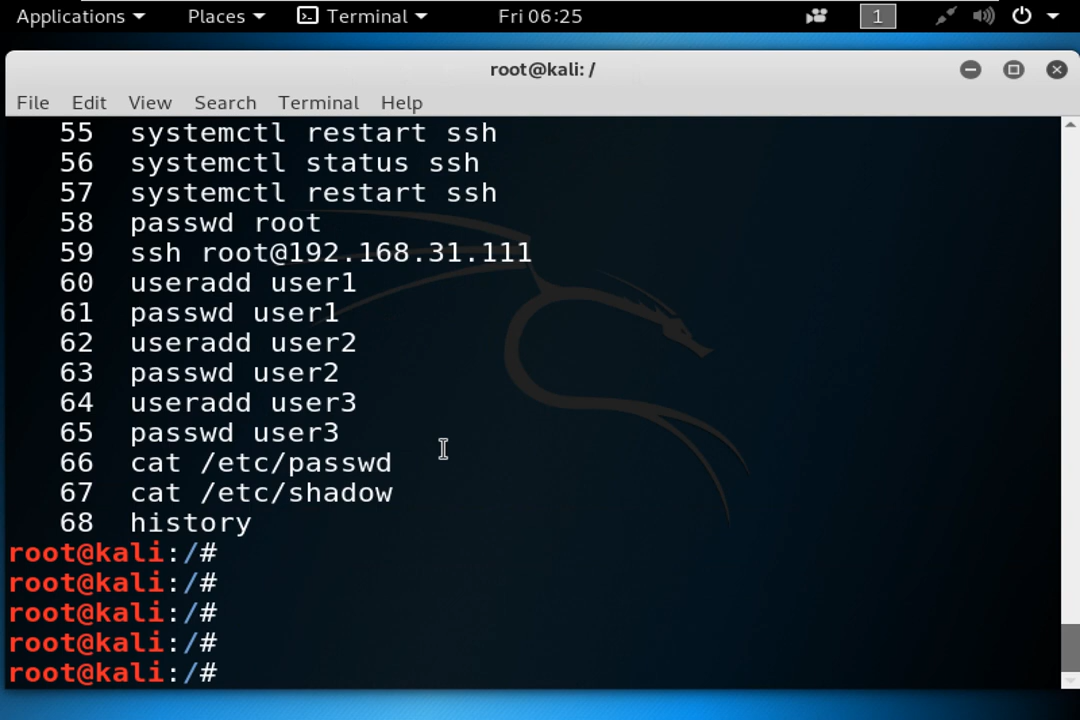 Applications Places Terminal Fri 06:25 1
root@kali: /
File Edit View Search Terminal Help
55 systemctl restart ssh
56 systemctl status ssh
57 systemctl restart ssh
58 passwd root
59 ssh root@192.168.31.111
60 useradd user1
61 passwd user1
62 useradd user2
63 passwd user2
64 useradd user3
65 passwd user3
66 cat /etc/passwd
67 cat /etc/shadow
68 history
root@kali:/#
root@kali:/#
root@kali:/#
root@kali:/#
root@kali:/#